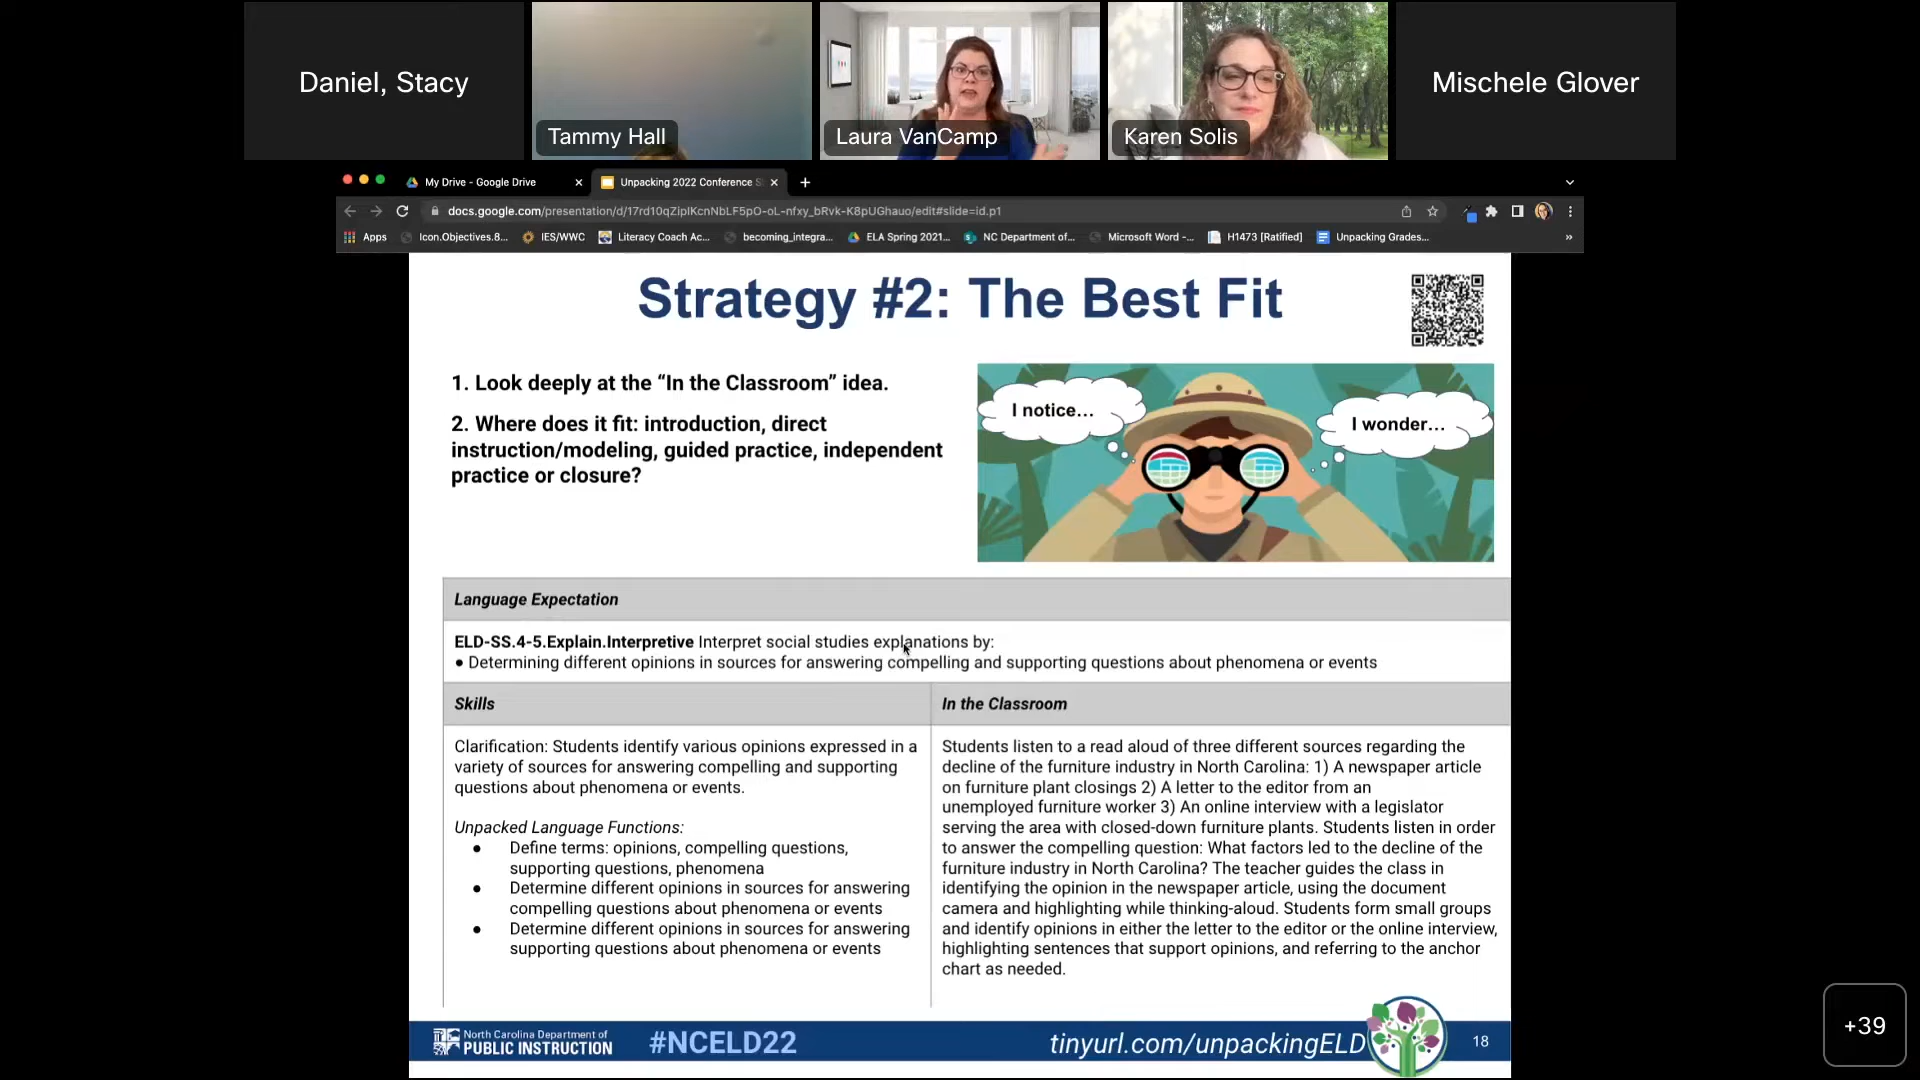 Daniel, Stacy
Tammy Hall
Laura VanCamp
Karen Solis
Mischele Glover
My Drive - Google Drive
Unpacking 2022 Conference S
docs.google.com/presentation/d/17rd10qZiplKcnNbLF5pO-oL-nfxy_bRvk-K8pUGhauo/edit#slide=id.p1
Apps
Icon.Objectives.8...
IES/WWC
Literacy Coach Ac...
becoming_integra...
ELA Spring 2021...
NC Department of...
Microsoft Word -...
H1473 [Ratified]
Unpacking Grades...
»
Strategy #2: The Best Fit
1. Look deeply at the “In the Classroom” idea.
2. Where does it fit: introduction, direct
instruction/modeling, guided practice, independent
practice or closure?
I notice...
I wonder...
Language Expectation
ELD-SS.4-5.Explain.Interpretive Interpret social studies explanations by:
● Determining different opinions in sources for answering compelling and supporting questions about phenomena or events
Skills
Clarification: Students identify various opinions expressed in a
variety of sources for answering compelling and supporting
questions about phenomena or events.
Unpacked Language Functions:
● Define terms: opinions, compelling questions,
supporting questions, phenomena
● Determine different opinions in sources for answering
compelling questions about phenomena or events
● Determine different opinions in sources for answering
supporting questions about phenomena or events
In the Classroom
Students listen to a read aloud of three different sources regarding the
decline of the furniture industry in North Carolina: 1) A newspaper article
on furniture plant closings 2) A letter to the editor from an
unemployed furniture worker 3) An online interview with a legislator
serving the area with closed-down furniture plants. Students listen in order
to answer the compelling question: What factors led to the decline of the
furniture industry in North Carolina? The teacher guides the class in
identifying the opinion in the newspaper article, using the document
camera and highlighting while thinking-aloud. Students form small groups
and identify opinions in either the letter to the editor or the online interview,
highlighting sentences that support opinions, and referring to the anchor
chart as needed.
North Carolina Department of
PUBLIC INSTRUCTION
#NCELD22
tinyurl.com/unpackingELD
18
+39